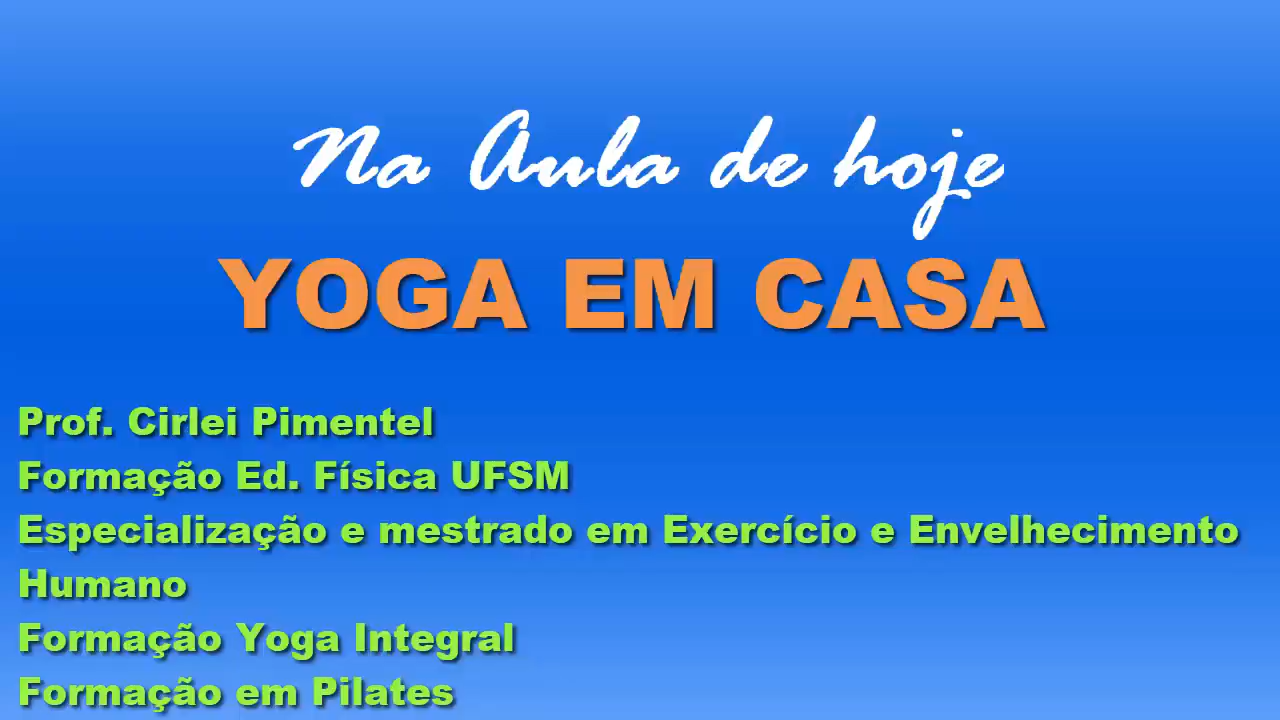 Na Aula de hoje
YOGA EM CASA
Prof. Cirlei Pimentel
Formação Ed. Física UFSM
Especialização e mestrado em Exercício e Envelhecimento
Humano
Formação Yoga Integral
Formação em Pilates